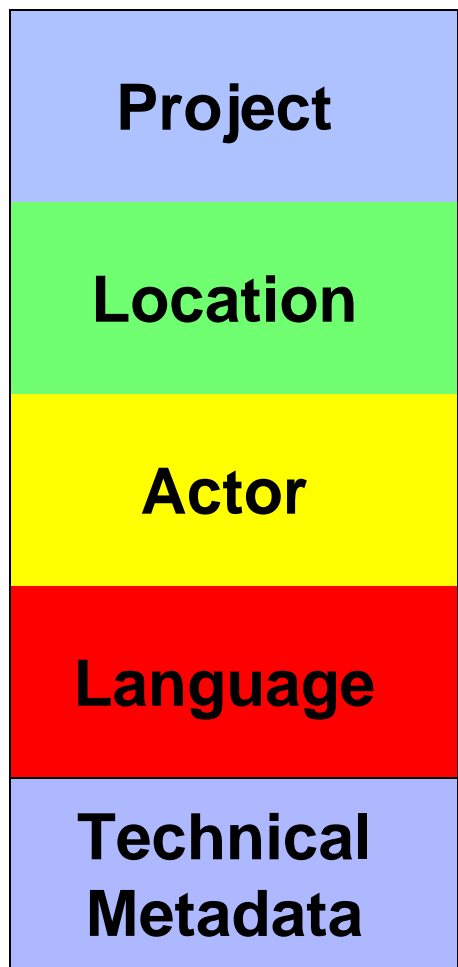 Project
Location
Actor
Language
Technical
Metadata